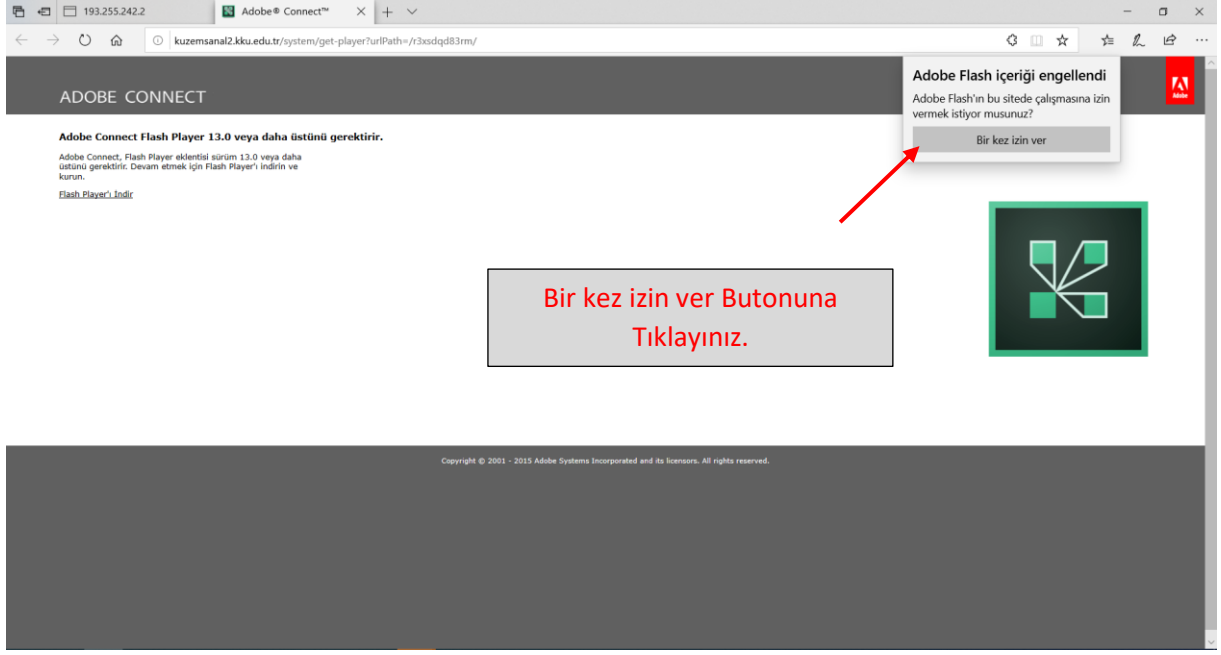 193.255.242.2
Adobe® Connect™
kuzemsanal2.kku.edu.tr/system/get-player?urlPath=/r3xsdqd83rm/
Adobe Flash içeriği engellendi
Adobe Flash'ın bu sitede çalışmasına izin
vermek istiyor musunuz?
Bir kez izin ver
Adobe
ADOBE CONNECT
Adobe Connect Flash Player 13.0 veya daha üstünü gerektirir.
Adobe Connect, Flash Player eklentisi sürüm 13.0 veya daha
üstünü gerektirir. Devam etmek için Flash Player'ı indirin ve
kurun.
Flash Player'ı İndir
Bir kez izin ver Butonuna
Tıklayınız.
Copyright © 2001 - 2015 Adobe Systems Incorporated and its licensors. All rights reserved.